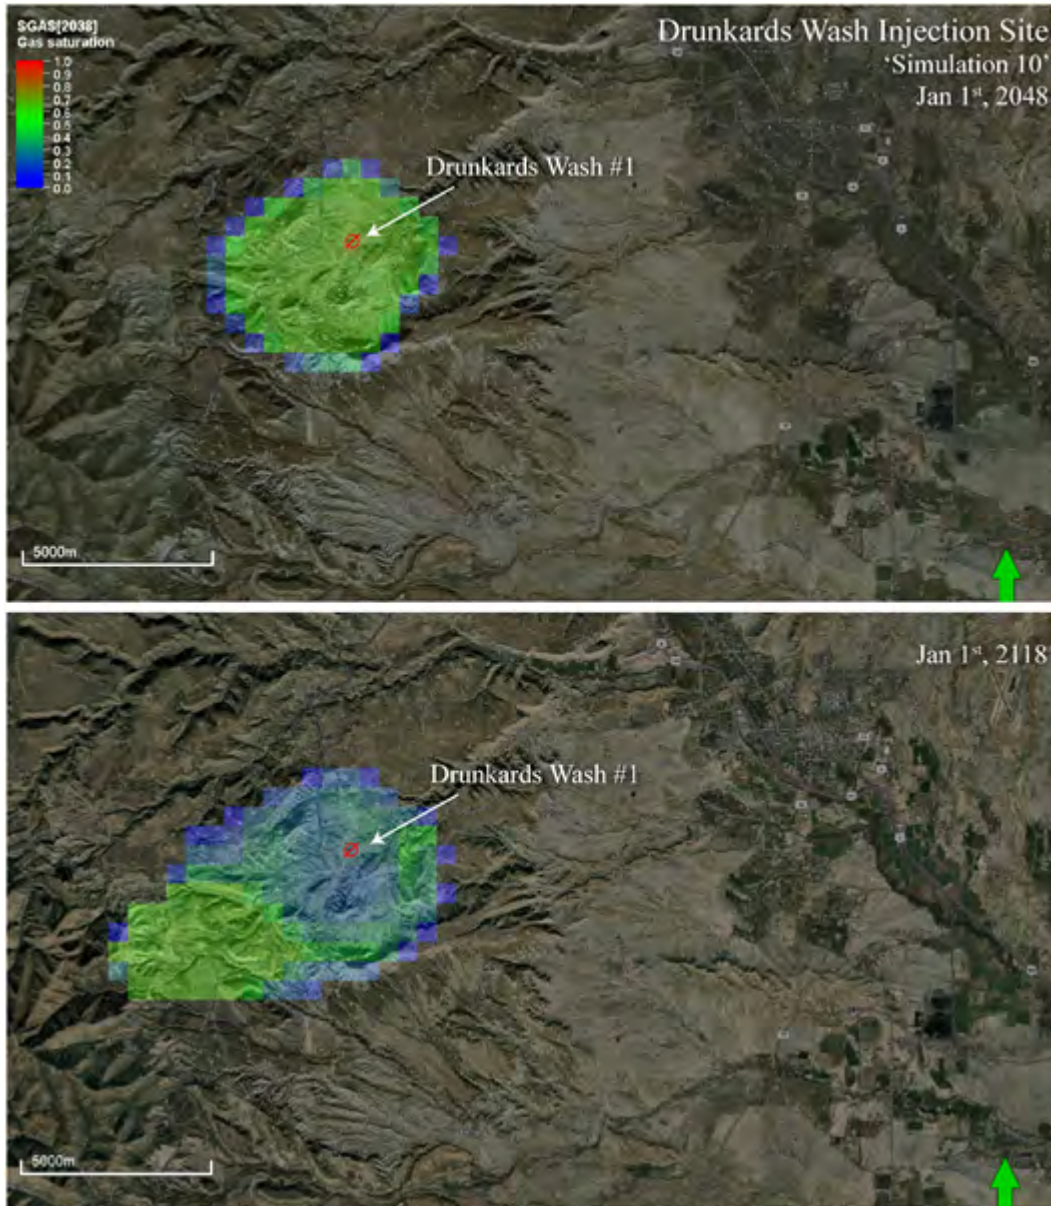 SGAS[2038]
Gas saturation
1.0
0.9
0.8
0.7
0.6
0.5
0.4
0.3
0.2
0.1
0.0
Drunkards Wash Injection Site
‘Simulation 10’
Jan 1st, 2048
Drunkards Wash #1
5000m
Jan 1st, 2118
Drunkards Wash #1
5000m